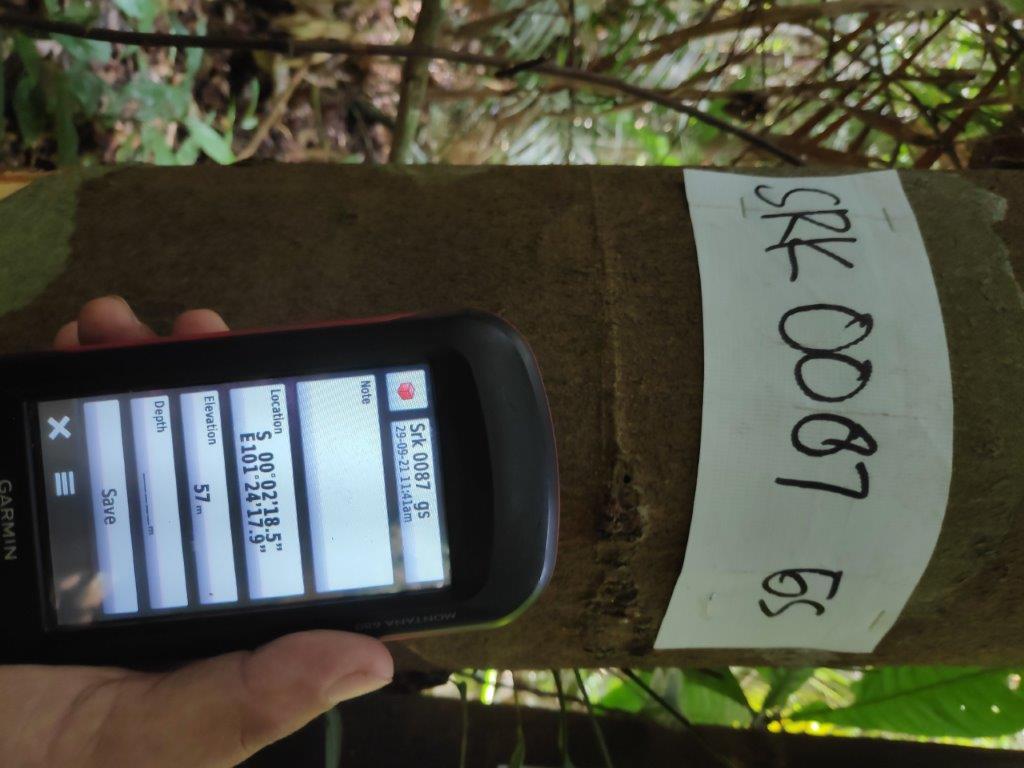 SRK 0087 GS
Srk 0087 gs
29-09-21 11:41am
Note
Location
S 00°02'18.5"
E101°24'17.9"
Elevation
57 m
Depth
_____m
Save
GARMIN
MONTANA 680